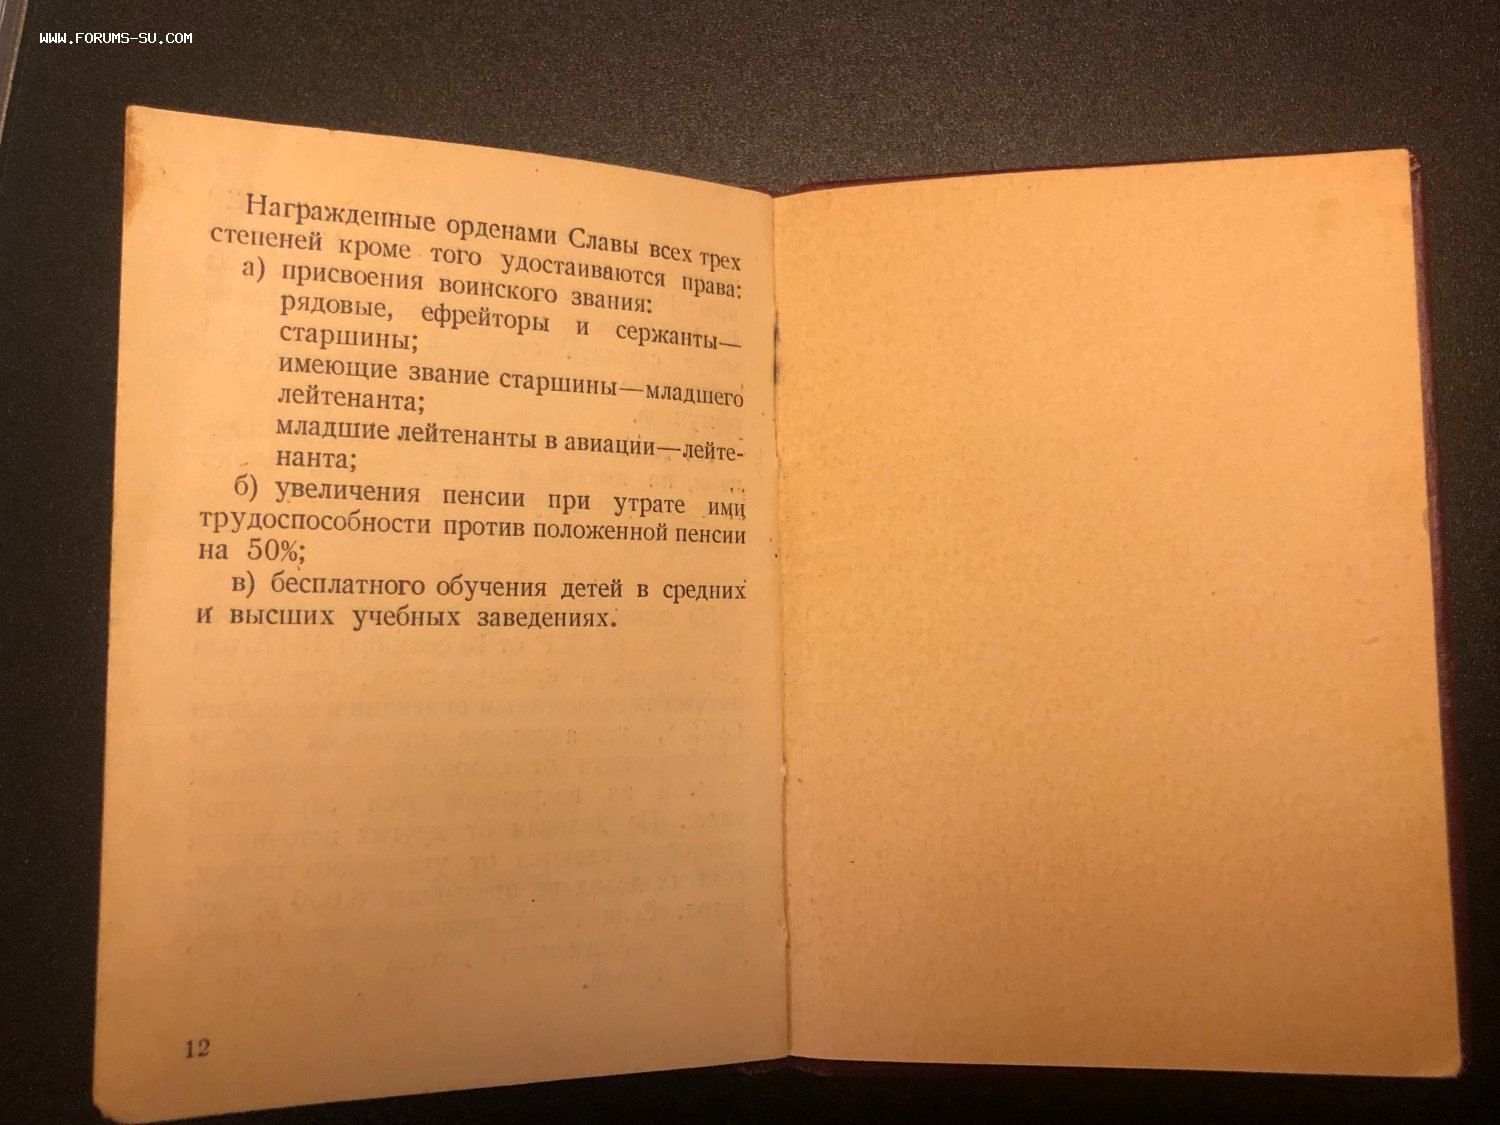 WWW.FORUMS-SU.COM
Награжденные орденами Славы всех трех
степеней кроме того удостаиваются права:
а) присвоения воинского звания:
рядовые, ефрейторы и сержанты—
старшины;
имеющие звание старшины—младшего
лейтенанта;
младшие лейтенанты в авиации—лейте-
нанта;
б) увеличения пенсии при утрате ими
трудоспособности против положенной пенсии
на 50%;
в) бесплатного обучения детей в средних
и высших учебных заведениях.
12